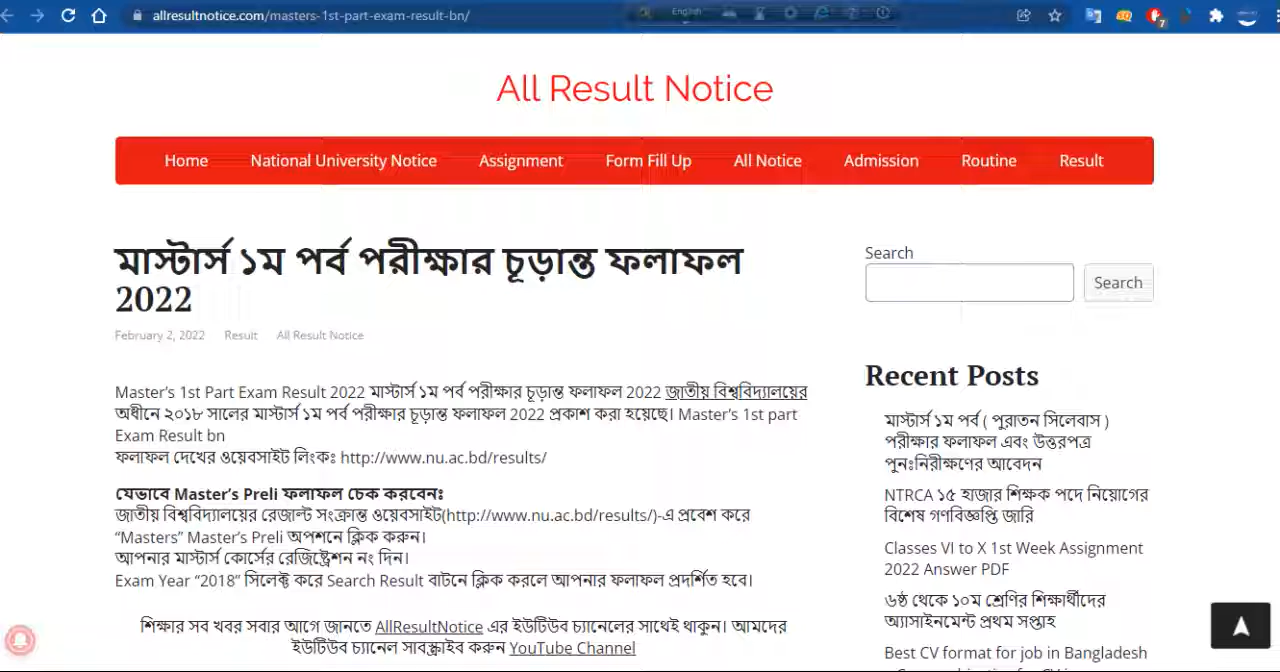 allresultnotice.com/masters-1st-part-exam-result-bn/
English
All Result Notice
Home National University Notice Assignment Form Fill Up All Notice Admission Routine Result
মাস্টার্স ১ম পর্ব পরীক্ষার চূড়ান্ত ফলাফল
2022
February 2, 2022 Result All Result Notice
Master's 1st Part Exam Result 2022 মাস্টার্স ১ম পর্ব পরীক্ষার চূড়ান্ত ফলাফল 2022 জাতীয় বিশ্ববিদ্যালয়ের
অধীনে ২০১৮ সালের মাস্টার্স ১ম পর্ব পরীক্ষার চূড়ান্ত ফলাফল 2022 প্রকাশ করা হয়েছে। Master's 1st part
Exam Result bn
ফলাফল দেখের ওয়েবসাইট লিংকঃ http://www.nu.ac.bd/results/
যেভাবে Master's Preli ফলাফল চেক করবেনঃ
জাতীয় বিশ্ববিদ্যালয়ের রেজাল্ট সংক্রান্ত ওয়েবসাইট(http://www.nu.ac.bd/results/)-এ প্রবেশ করে
“Masters” Master's Preli অপশনে ক্লিক করুন।
আপনার মাস্টার্স কোর্সের রেজিষ্ট্রেশন নং দিন।
Exam Year “2018” সিলেক্ট করে Search Result বাটনে ক্লিক করলে আপনার ফলাফল প্রদর্শিত হবে।
শিক্ষার সব খবর সবার আগে জানতে AllResultNotice এর ইউটিউব চ্যানেলের সাথেই থাকুন। আমদের
ইউটিউব চ্যানেল সাবস্ক্রাইব করুন YouTube Channel
Search
Search
Recent Posts
মাস্টার্স ১ম পর্ব ( পুরাতন সিলেবাস )
পরীক্ষার ফলাফল এবং উত্তরপত্র
পুনঃনিরীক্ষণের আবেদন
NTRCA ১৫ হাজার শিক্ষক পদে নিয়োগের
বিশেষ গণবিজ্ঞপ্তি জারি
Classes VI to X 1st Week Assignment
2022 Answer PDF
৬ষ্ঠ থেকে ১০ম শ্রেণির শিক্ষার্থীদের
অ্যাসাইনমেন্ট প্রথম সপ্তাহ
Best CV format for job in Bangladesh